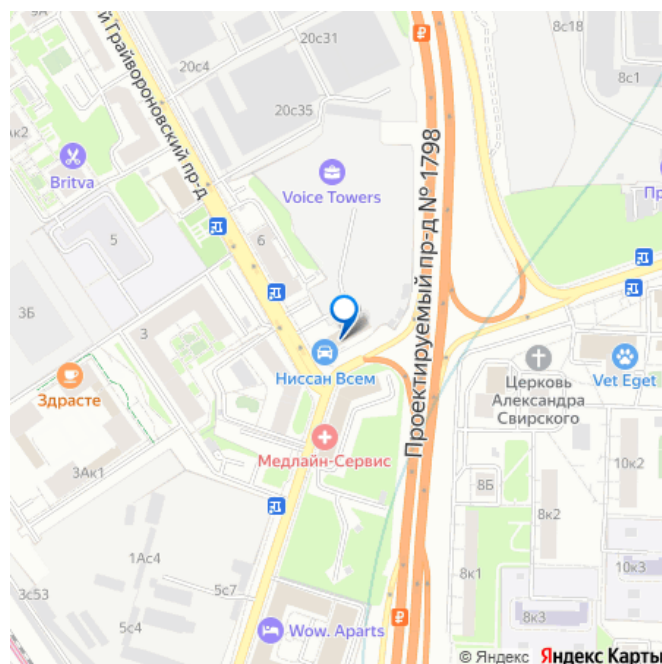 20с31
8с18
8с1
20с4
й Грайвороновский пр-д
20с35
Проектируемый пр-д № 1798
Britva
Voice Towers
Пр
5
6
3Б
3
Ниссан Всем
Здрасте
Церковь
Александра
Свирского
Vet Eget
Медлайн-Сервис
3Ак1
10к2
8Б
8к2
1Ас4
3с53
5с7
5с4
8к1
10к3
8к3
Wow. Aparts
© Яндекс Яндекс Карты